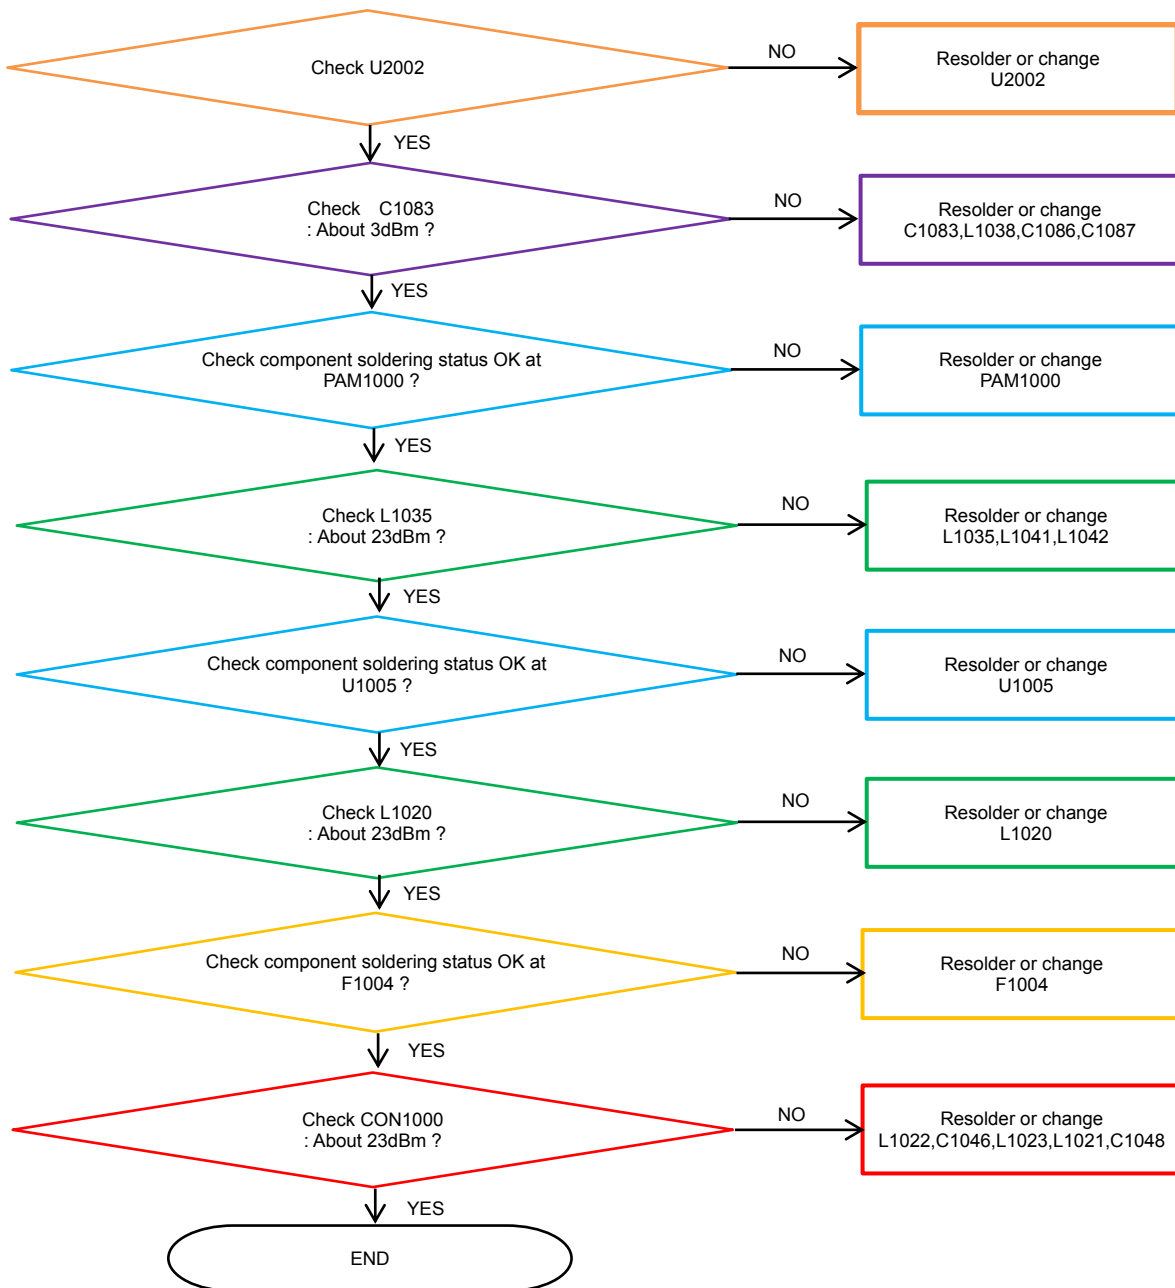 Check U2002
NO
Resolder or change
U2002
YES
Check C1083
: About 3dBm ?
NO
Resolder or change
C1083,L1038,C1086,C1087
YES
Check component soldering status OK at
PAM1000 ?
NO
Resolder or change
PAM1000
YES
Check L1035
: About 23dBm ?
NO
Resolder or change
L1035,L1041,L1042
YES
Check component soldering status OK at
U1005 ?
NO
Resolder or change
U1005
YES
Check L1020
: About 23dBm ?
NO
Resolder or change
L1020
YES
Check component soldering status OK at
F1004 ?
NO
Resolder or change
F1004
YES
Check CON1000
: About 23dBm ?
NO
Resolder or change
L1022,C1046,L1023,L1021,C1048
YES
END